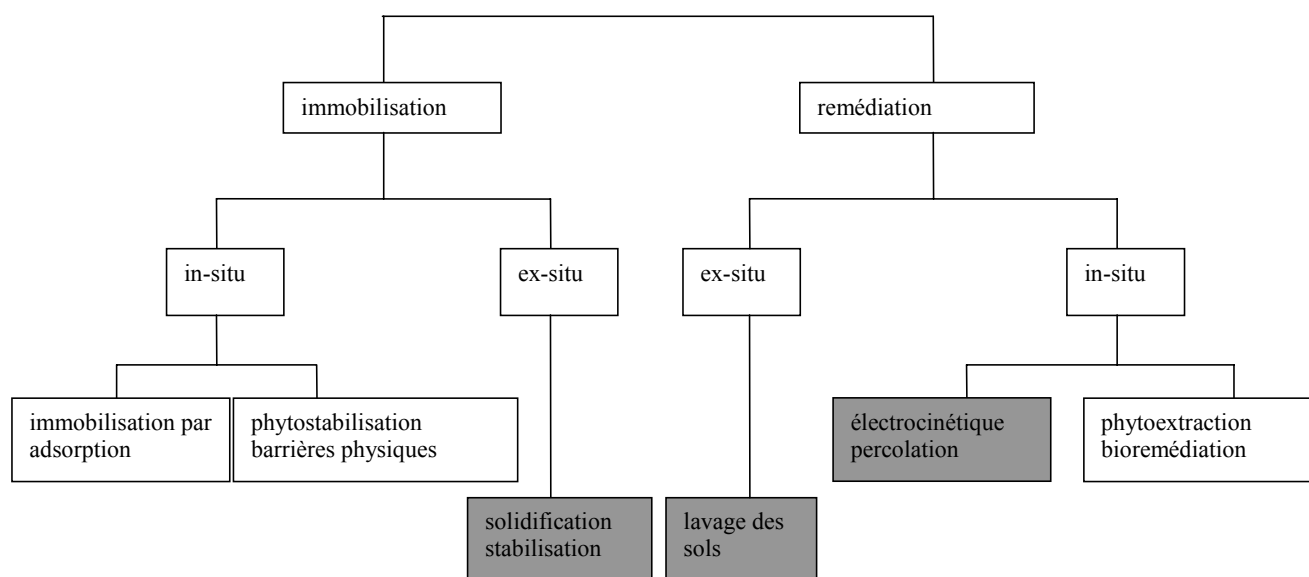 immobilisation
remédiation
in-situ
ex-situ
ex-situ
in-situ
immobilisation par
adsorption
phytostabilisation
barrières physiques
électrocinétique
percolation
phytoextraction
bioremédiation
solidification
stabilisation
lavage des
sols